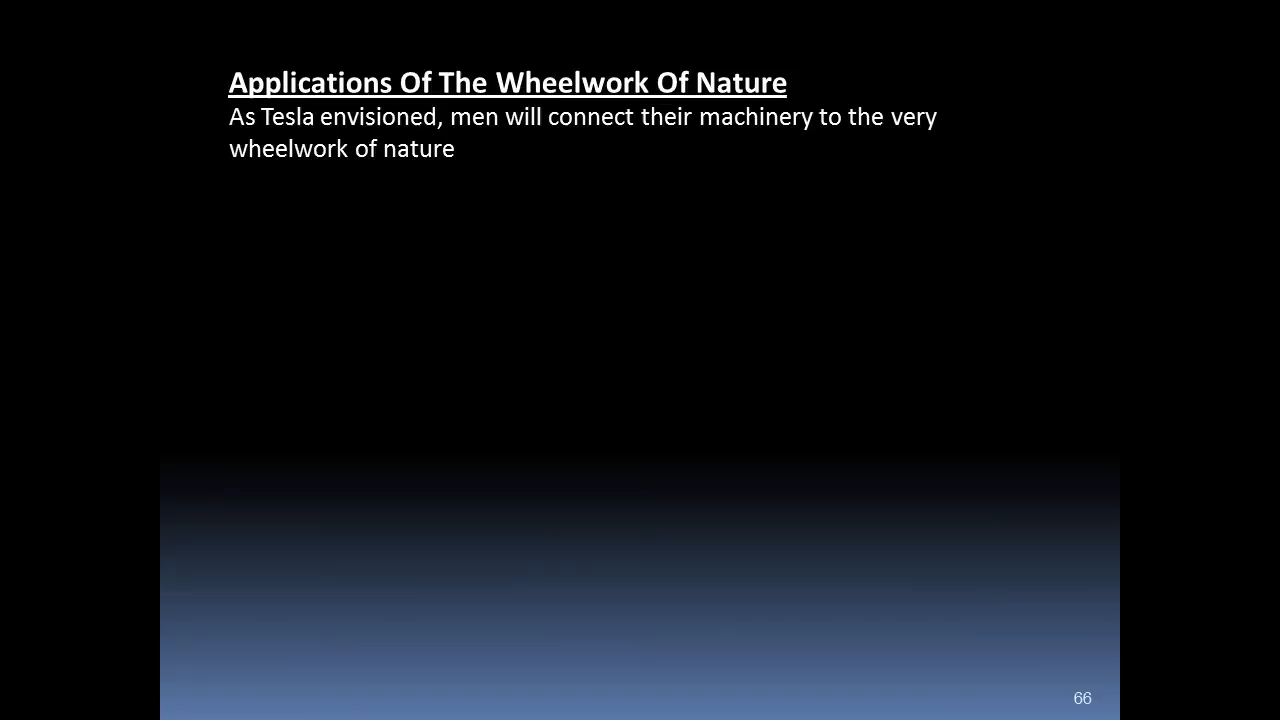 Applications Of The Wheelwork Of Nature
As Tesla envisioned, men will connect their machinery to the very
wheelwork of nature
66